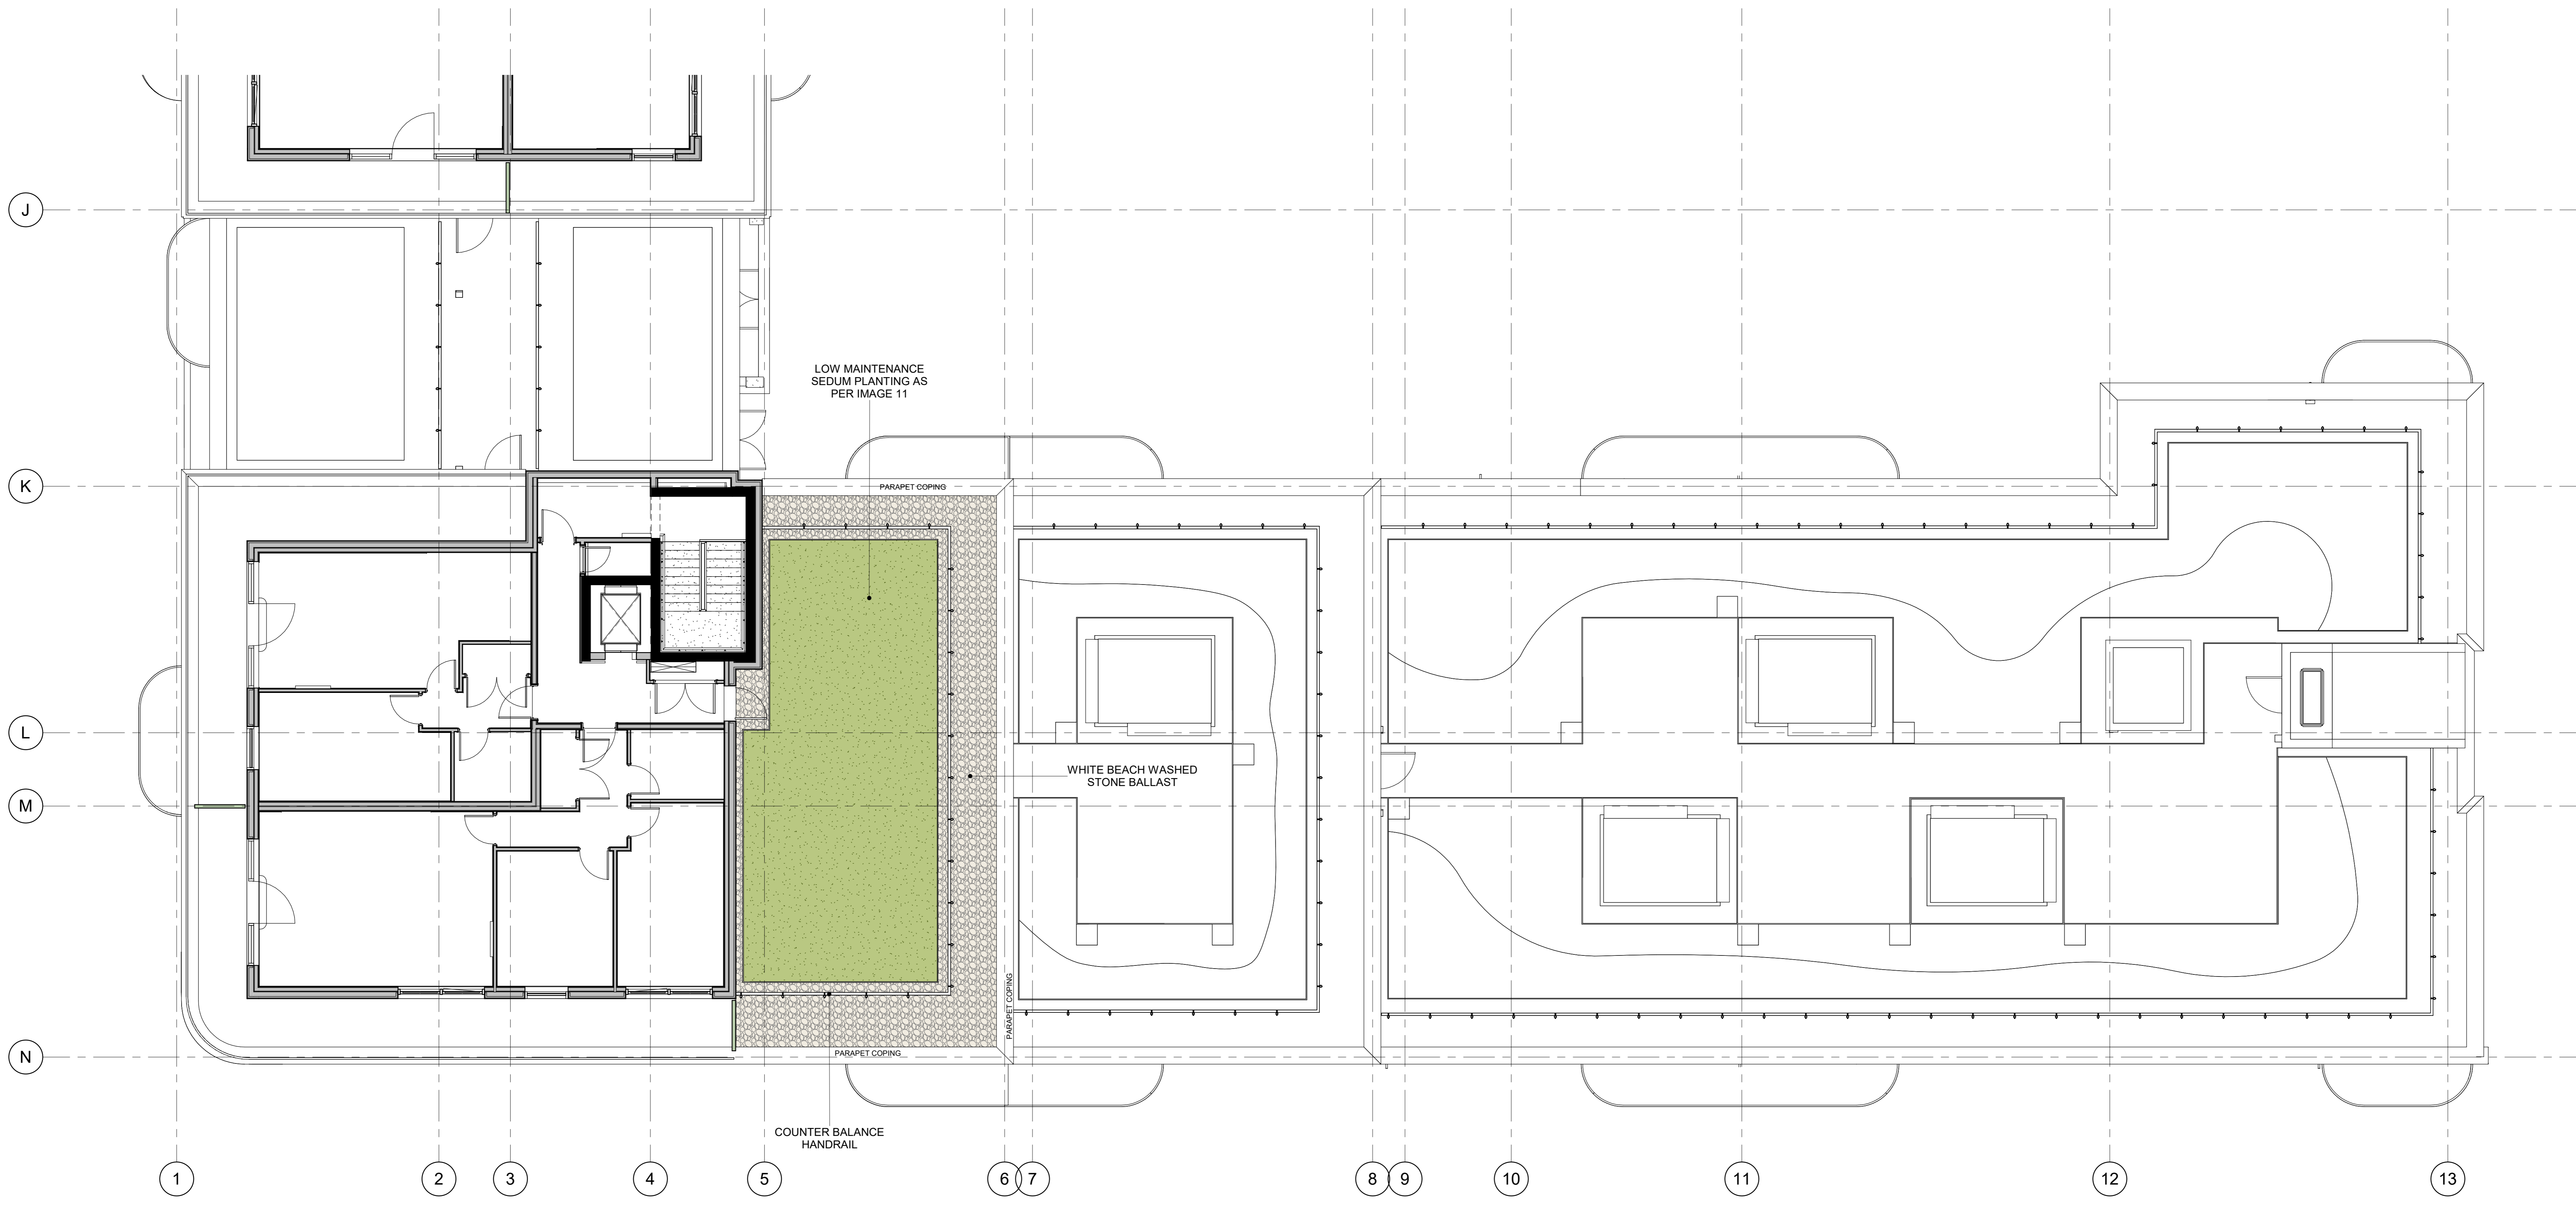 J
LOW MAINTENANCE
SEDUM PLANTING AS
PER IMAGE 11
K
PARAPET COPING
L
WHITE BEACH WASHED
STONE BALLAST
M
PARAPET COPING
PARAPET COPING
N
COUNTER BALANCE
HANDRAIL
1
2
3
4
5
6
7
8
9
10
11
12
13